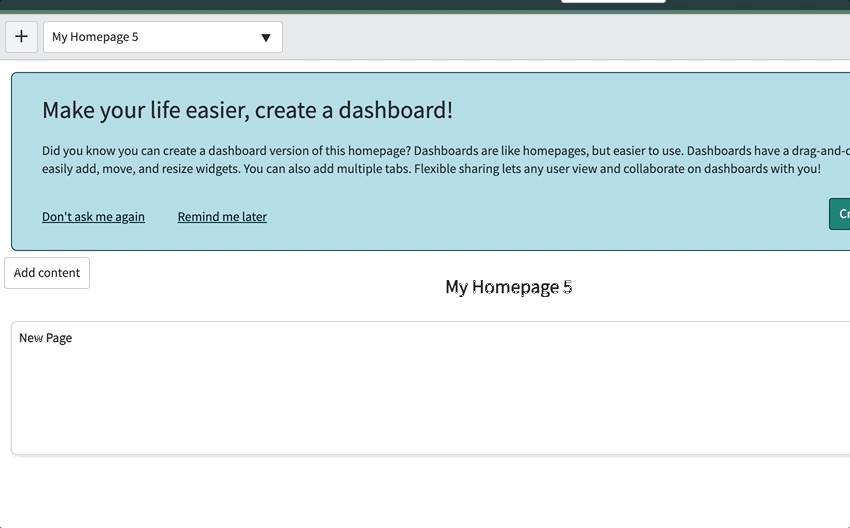 +
My Homepage 5
Make your life easier, create a dashboard!
Did you know you can create a dashboard version of this homepage? Dashboards are like homepages, but easier to use. Dashboards have a drag-and-
easily add, move, and resize widgets. You can also add multiple tabs. Flexible sharing lets any user view and collaborate on dashboards with you!
Don't ask me again Remind me later
Add content
My Homepage 5
New Page